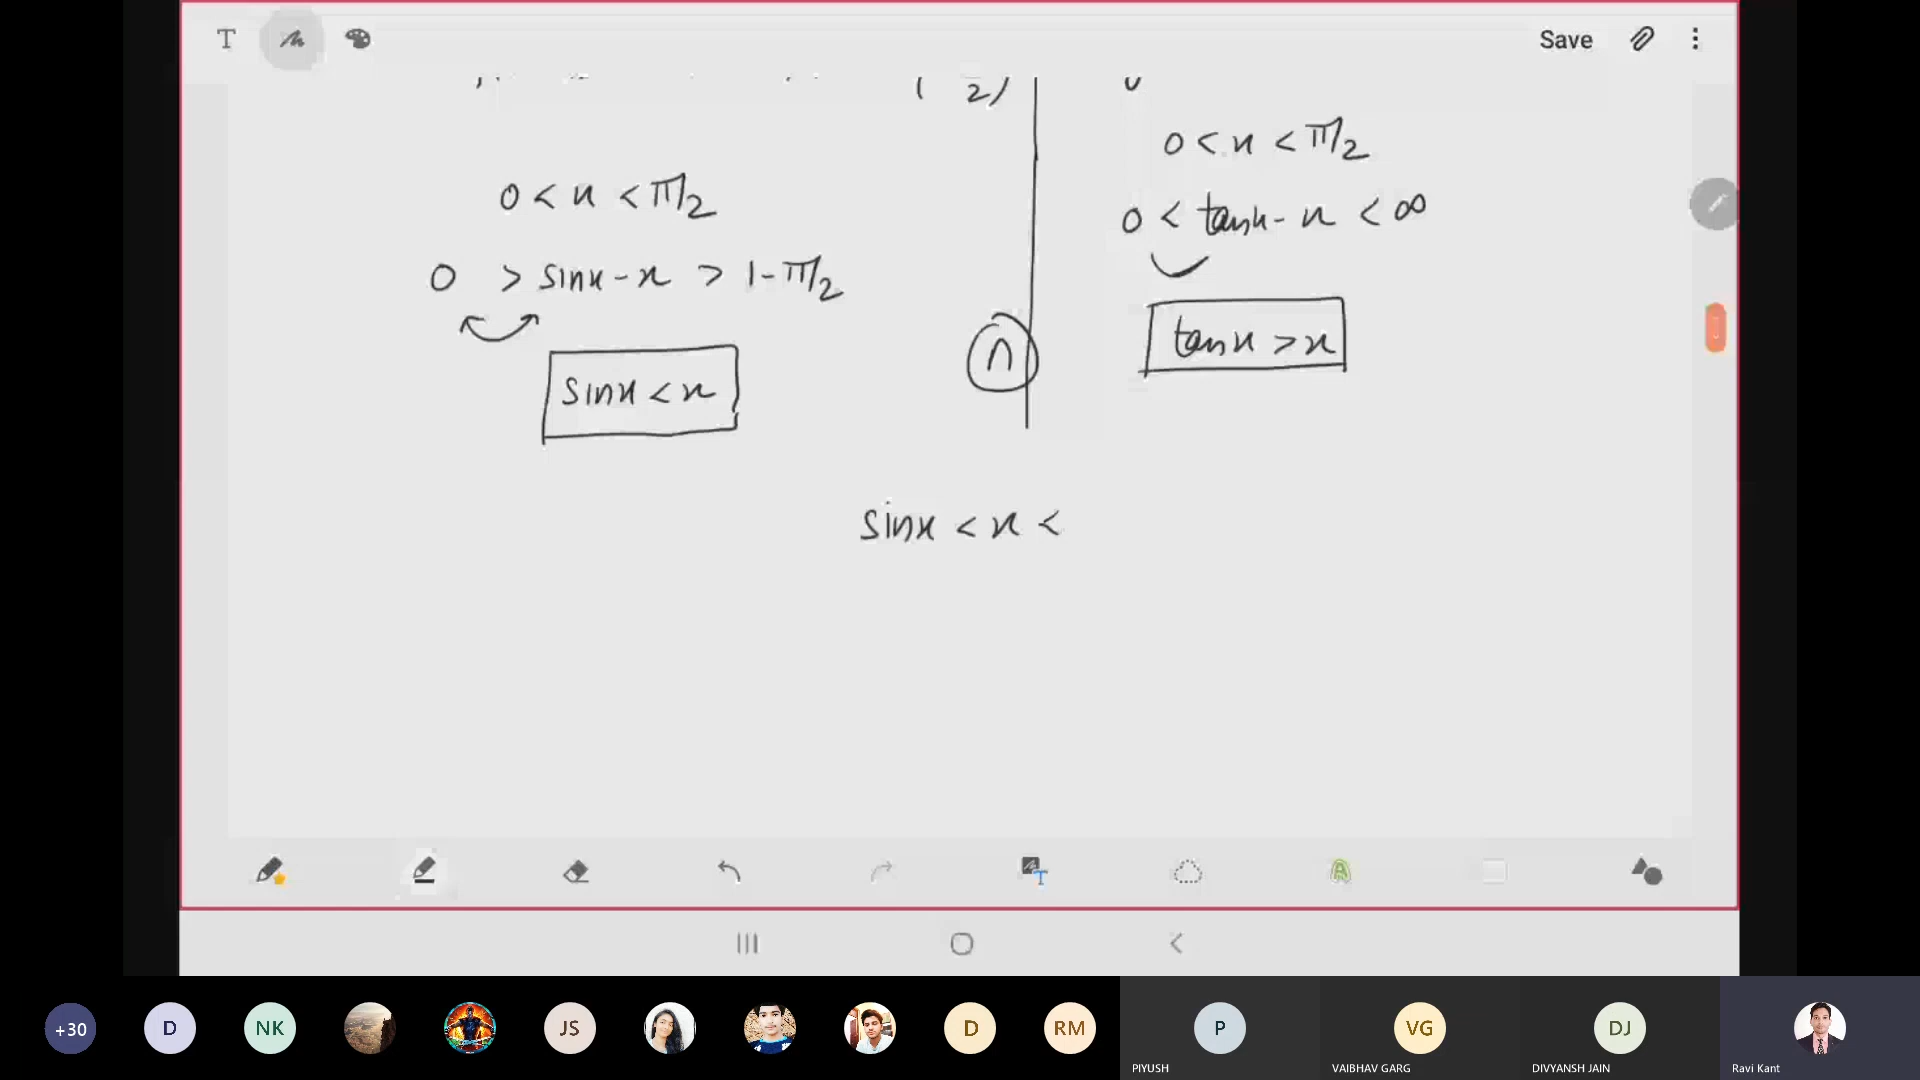 T
Save
2)
0 < x < π/2
0 > sinx - x > 1 - π/2
sinx < x
∩
0 < x < π/2
0 < tanx - x < ∞
tanx > x
sinx < x <
T
A
+30
D
NK
JS
D
RM
P
PIYUSH
VG
VAIBHAV GARG
DJ
DIVYANSH JAIN
Ravi Kant